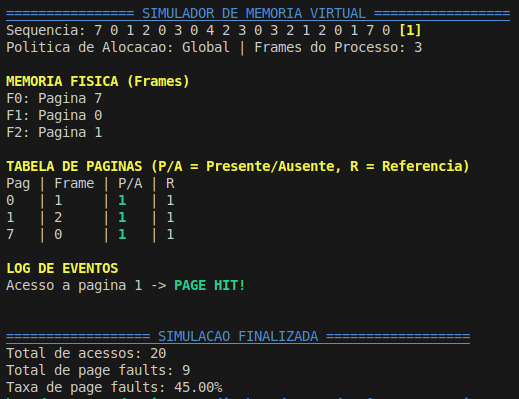 ================ SIMULADOR DE MEMORIA VIRTUAL =================
Sequencia: 7 0 1 2 0 3 0 4 2 3 0 3 2 1 2 0 1 7 0 [1]
Politica de Alocacao: Global | Frames do Processo: 3
MEMORIA FISICA (Frames)
F0: Pagina 7
F1: Pagina 0
F2: Pagina 1
TABELA DE PAGINAS (P/A = Presente/Ausente, R = Referencia)
Pag | Frame | P/A | R
0 | 1 | 1 | 1
1 | 2 | 1 | 1
7 | 0 | 1 | 1
LOG DE EVENTOS
Acesso a pagina 1 -> PAGE HIT!
================== SIMULACAO FINALIZADA ==================
Total de acessos: 20
Total de page faults: 9
Taxa de page faults: 45.00%